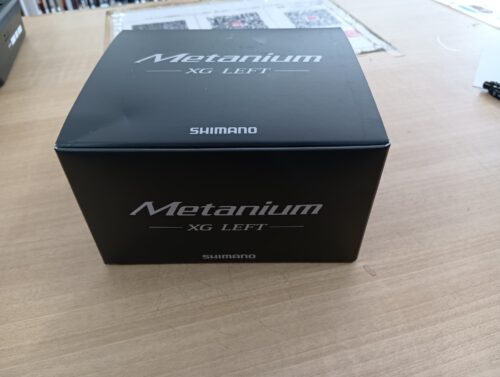 Metanium
XG LEFT
SHIMANO
Metanium
XG LEFT
SHIMANO